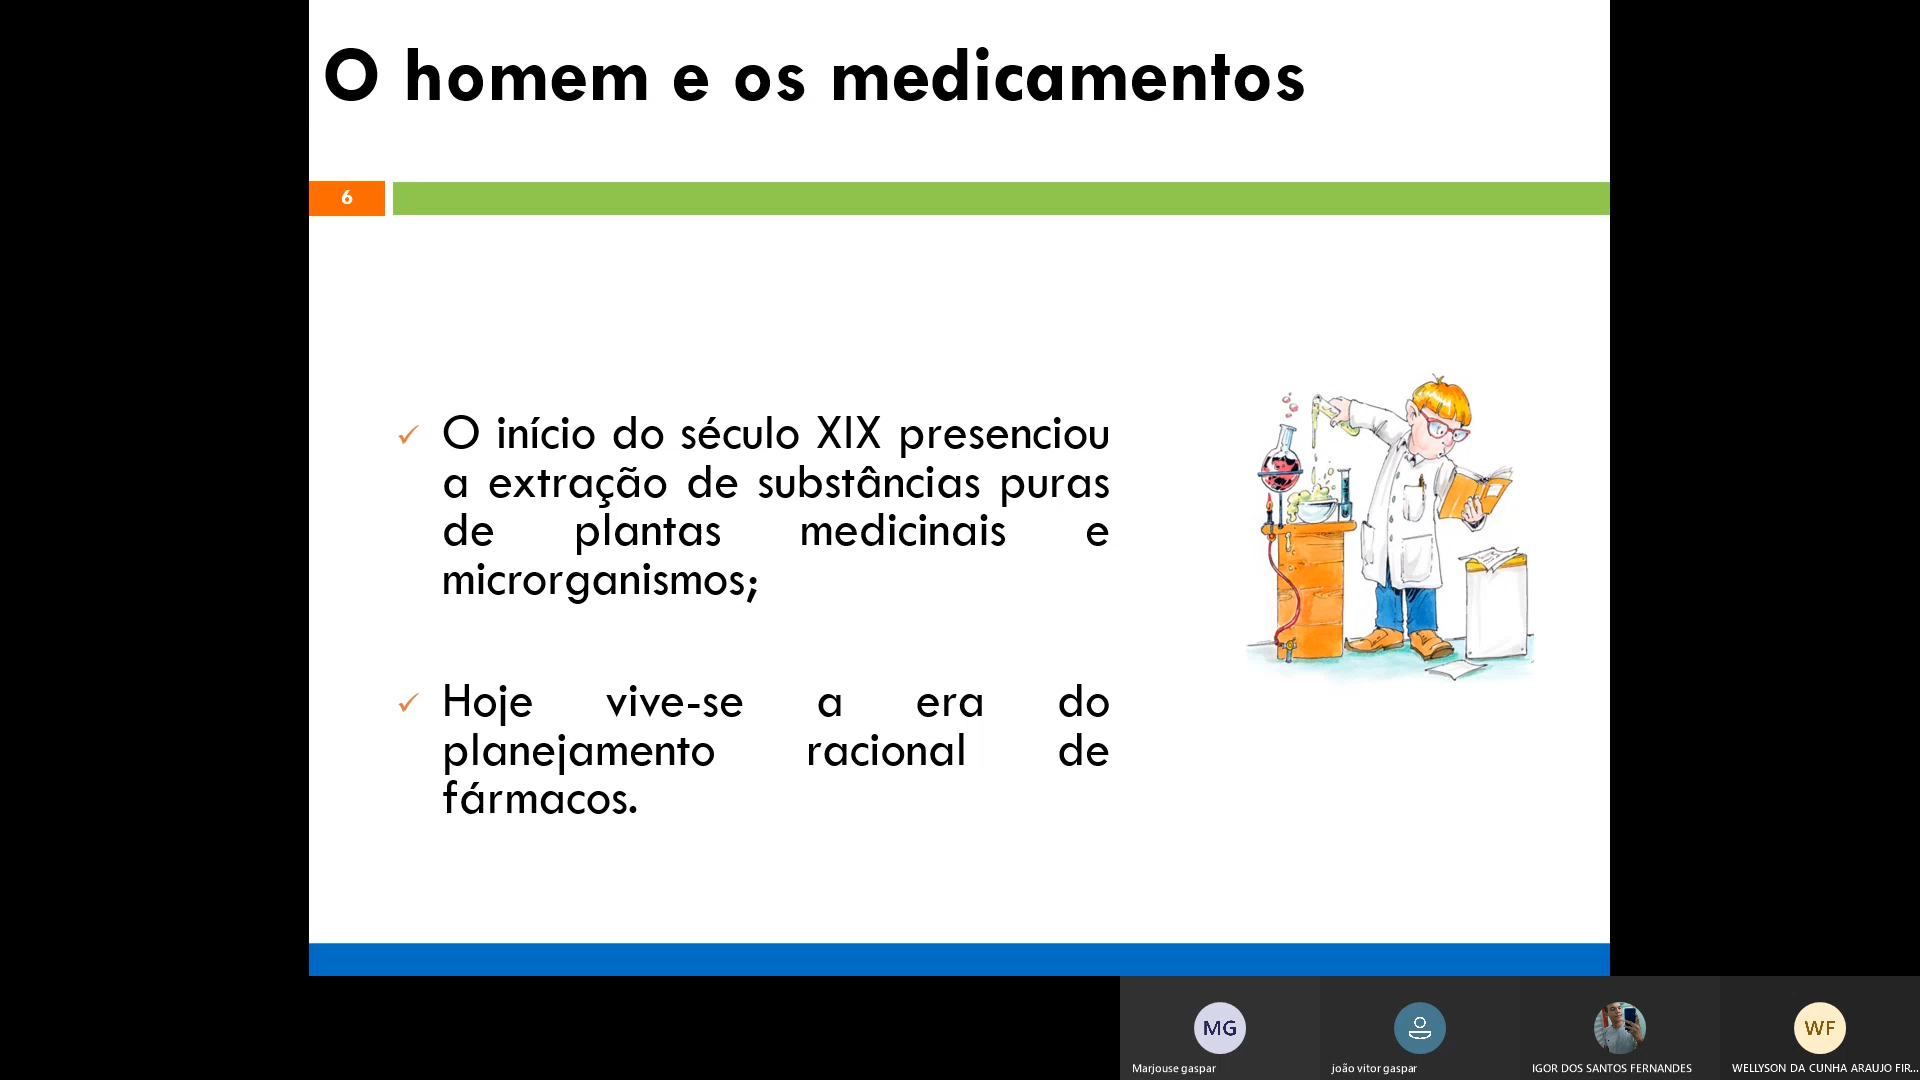 O homem e os medicamentos
6
O início do século XIX presenciou
a extração de substâncias puras
de plantas medicinais e
microrganismos;
Hoje vive-se a era do
planejamento racional de
fármacos.
MG
WF
Marjouse gaspar
joão vitor gaspar
IGOR DOS SANTOS FERNANDES
WELLYSON DA CUNHA ARAUJO FIR...